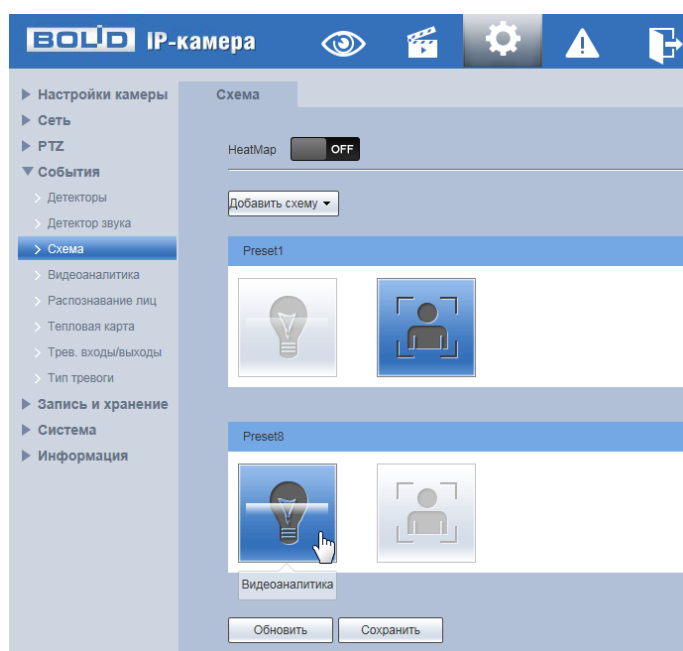 BOLID IP-камера
Настройки камеры
Сеть
PTZ
События
Детекторы
Детектор звука
Схема
Видеоаналитика
Распознавание лиц
Тепловая карта
Трев. входы/выходы
Тип тревоги
Запись и хранение
Система
Информация
Схема
HeatMap OFF
Добавить схему
Preset1
Preset8
Видеоаналитика
Обновить Сохранить